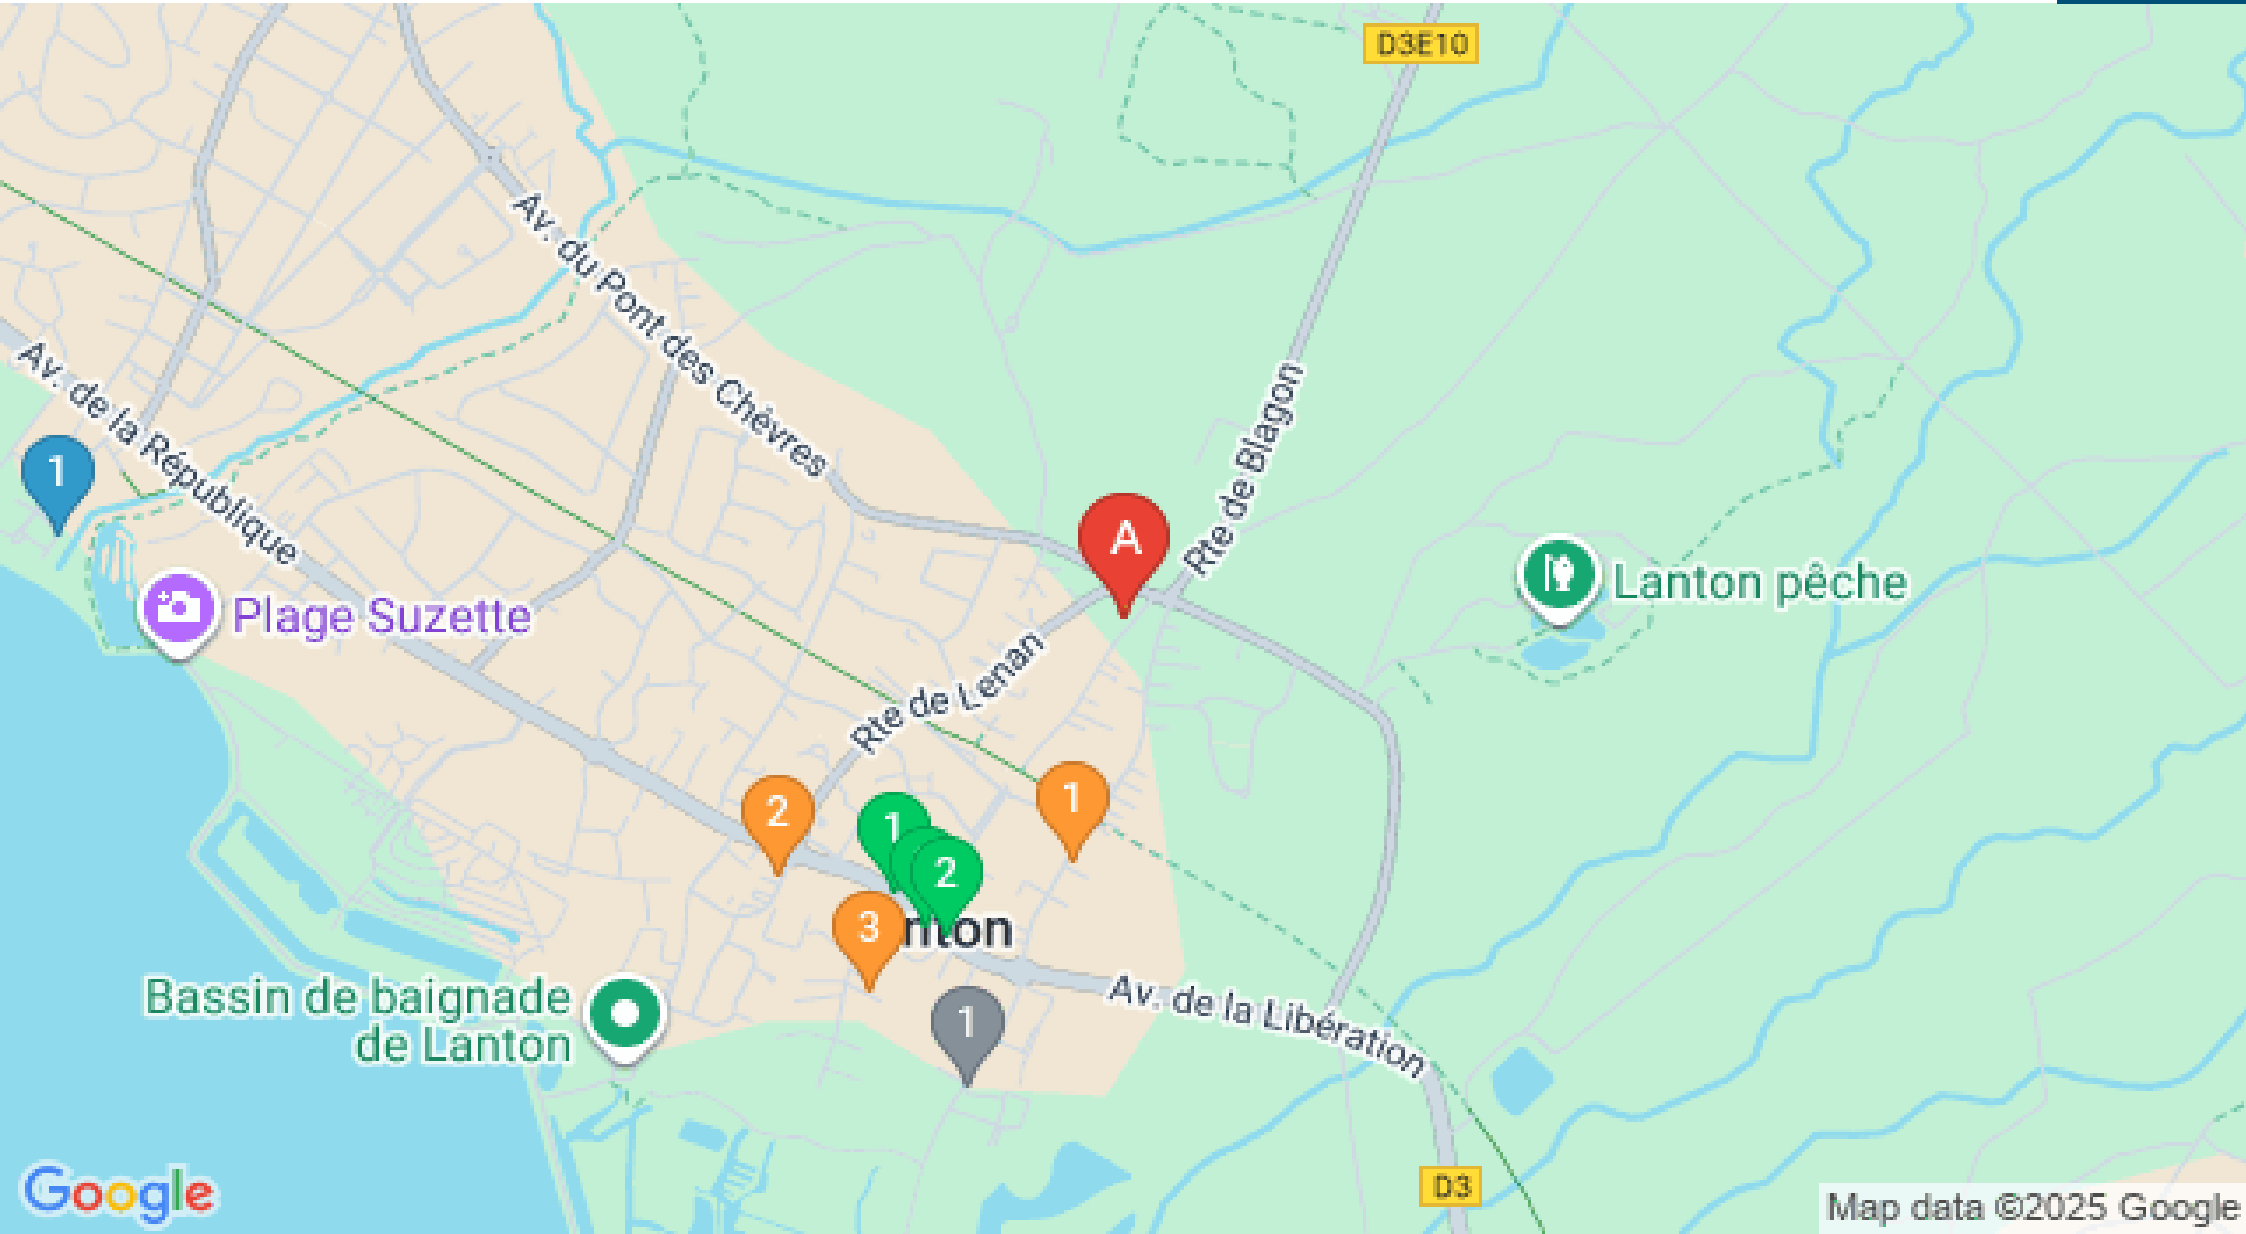 D3E10
Av. du Pont des Chèvres
Av. de la République
Rte de Blagon
1
A
Lanton pêche
Plage Suzette
Rte de Lenan
2
1
1
2
3
nton
Av. de la Libération
Bassin de baignade
de Lanton
1
D3
Google
Map data ©2025 Google